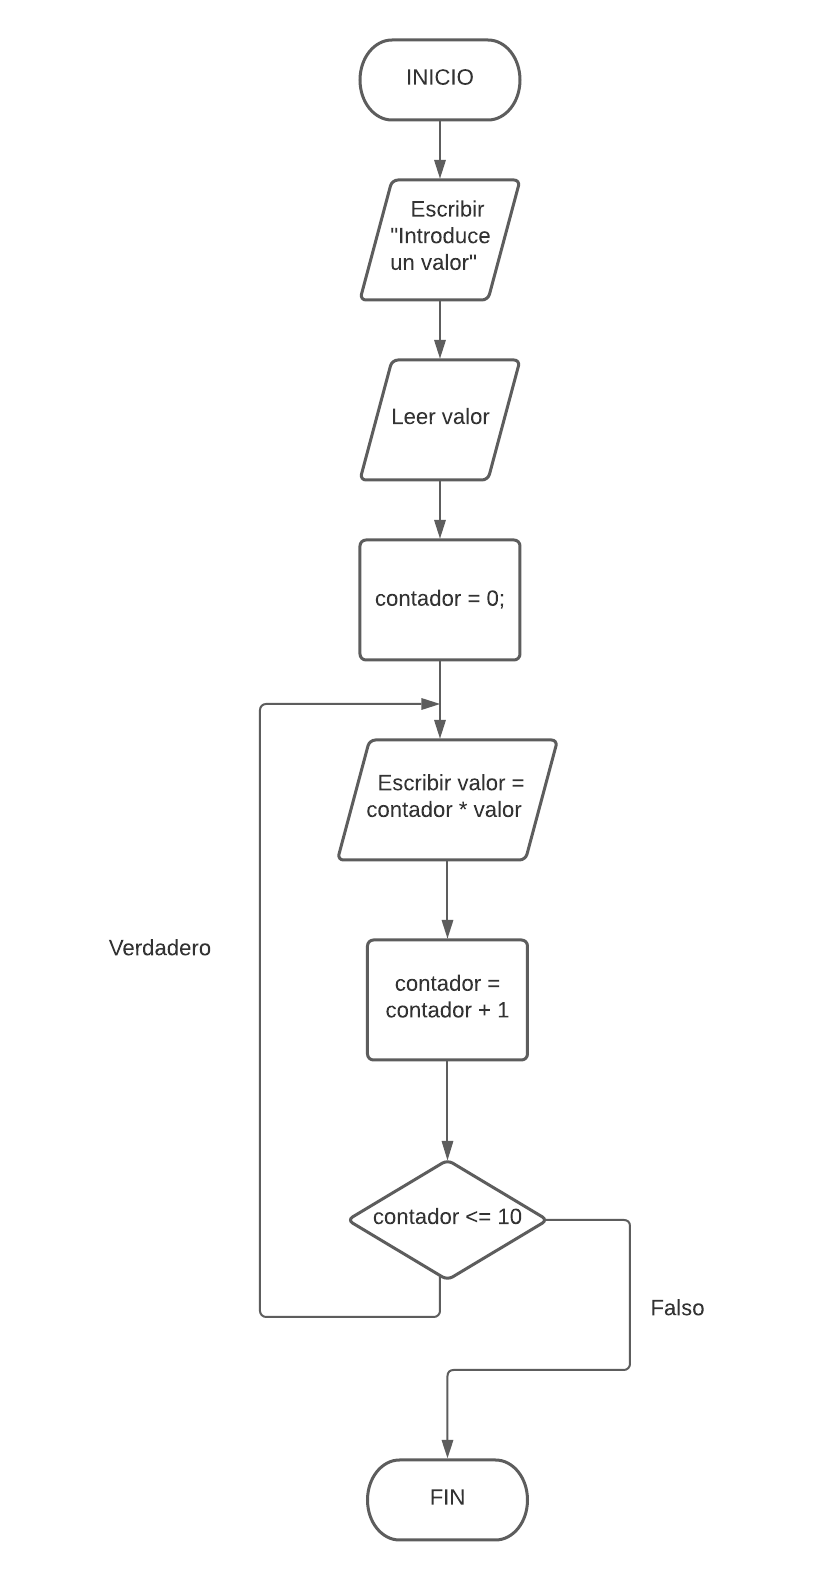 INICIO
Escribir
"Introduce
un valor"
Leer valor
contador = 0;
Escribir valor =
contador * valor
Verdadero
contador =
contador + 1
contador <= 10
Falso
FIN